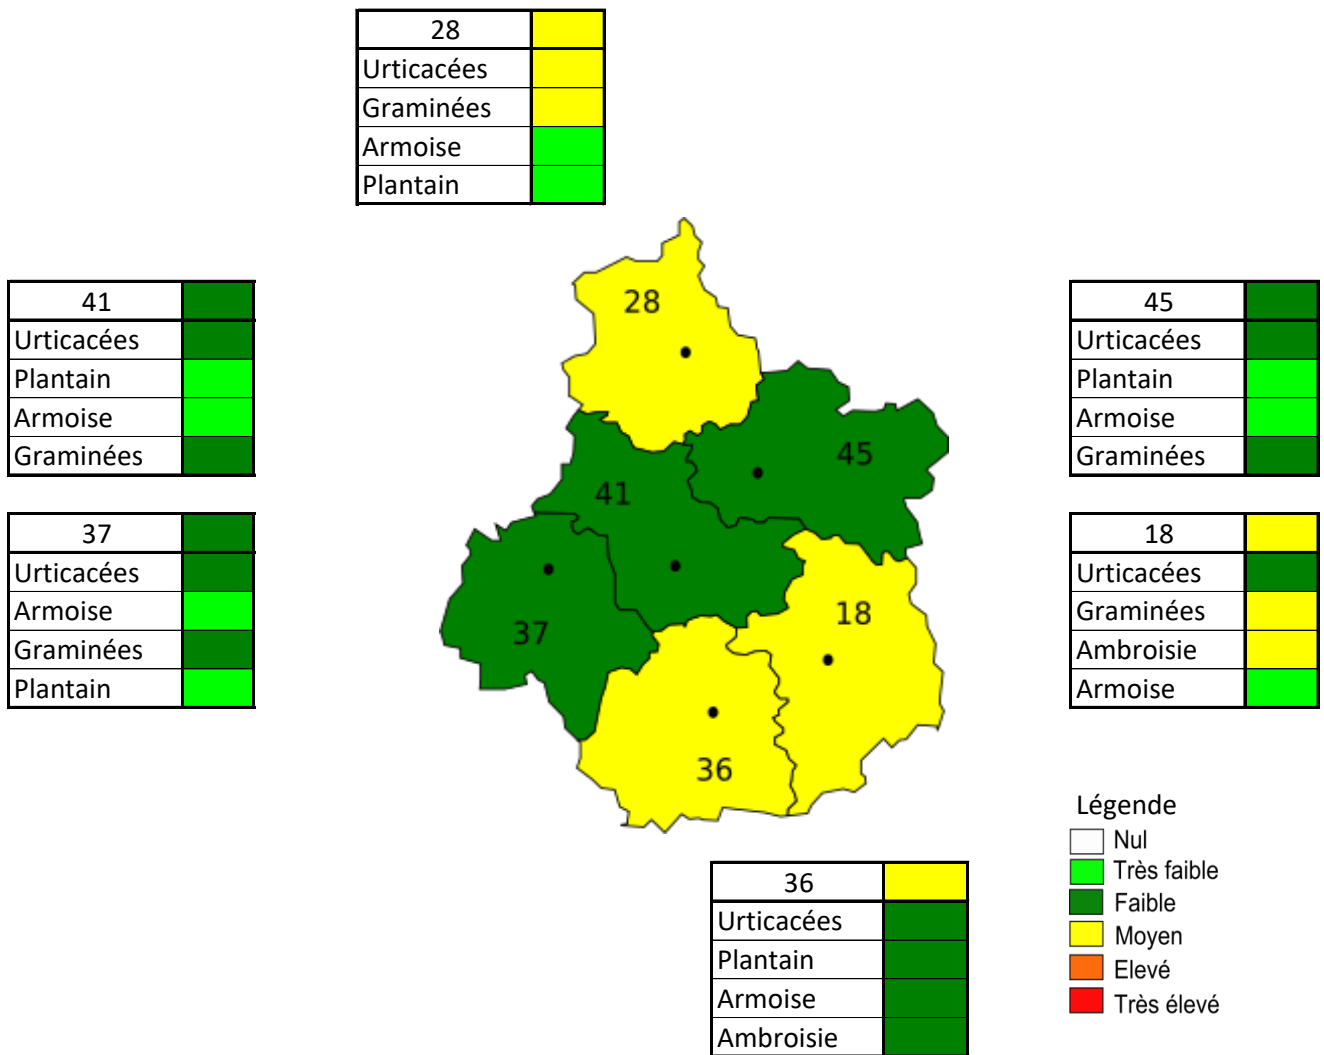 28
Urticacées
Graminées
Armoise
Plantain
41
Urticacées
Plantain
Armoise
Graminées
37
Urticacées
Armoise
Graminées
Plantain
28
45
41
37
18
36
45
Urticacées
Plantain
Armoise
Graminées
18
Urticacées
Graminées
Ambroisie
Armoise
36
Urticacées
Plantain
Armoise
Ambroisie
Légende
Nul
Très faible
Faible
Moyen
Elevé
Très élevé